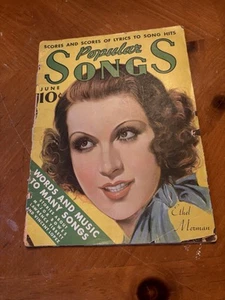 SCORES AND SCORES OF LYRICS TO SONG HITS
Popular
SONGS
JUNE
10¢
WORDS AND MUSIC
TO MANY SONGS
Ethel
Merman